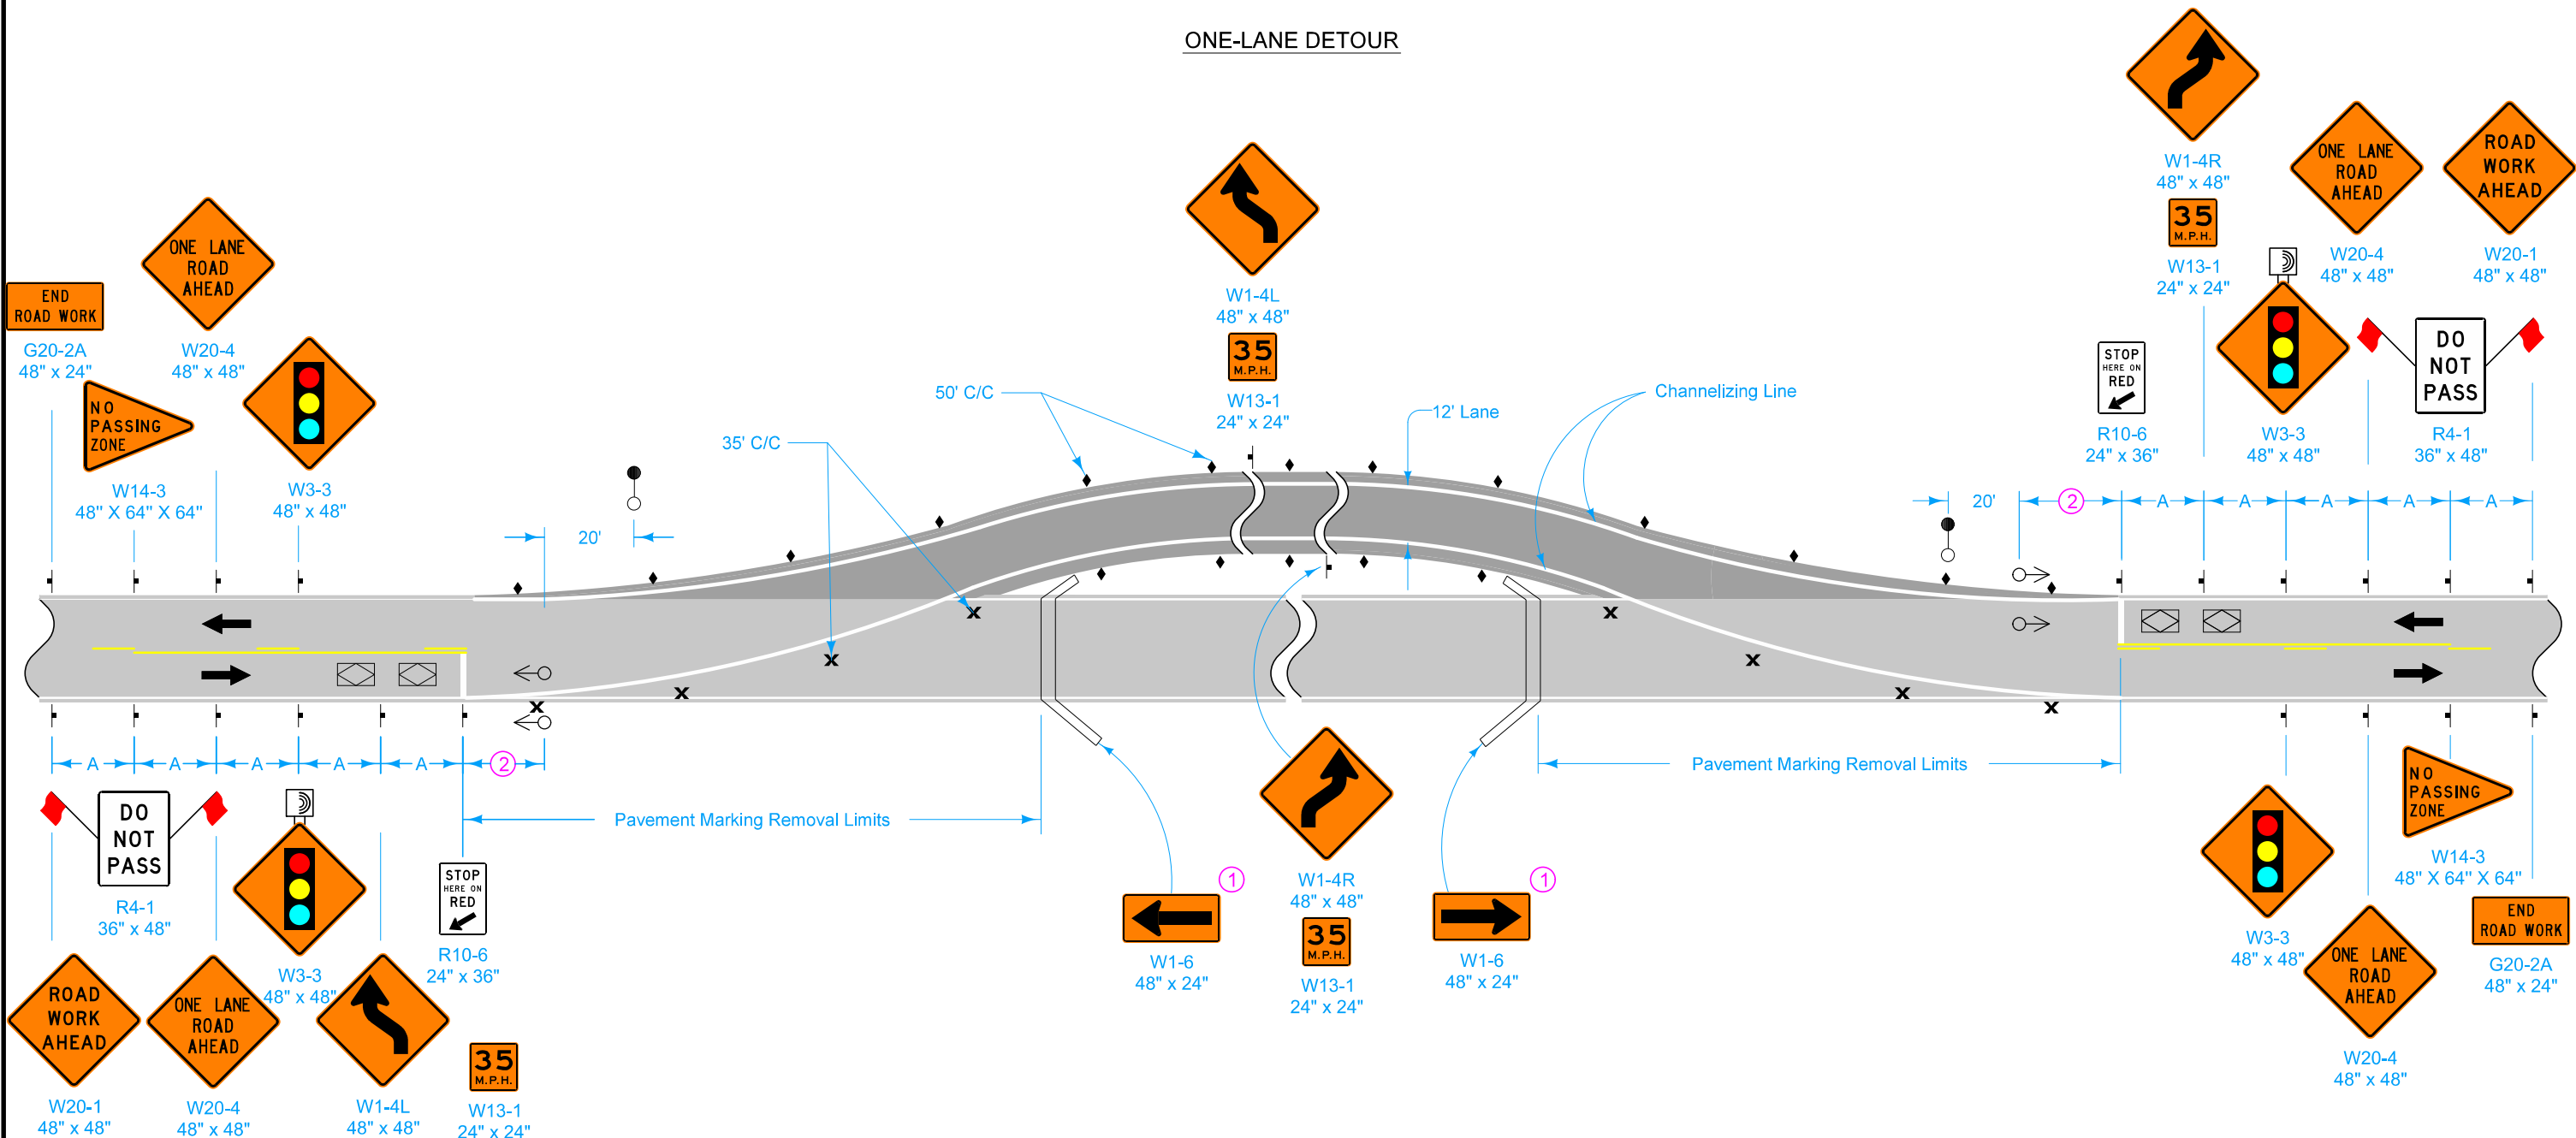 ONE-LANE DETOUR
END
ROAD WORK
G20-2A
48" x 24"
NO
PASSING
ZONE
W14-3
48" X 64" X 64"
ONE LANE
ROAD
AHEAD
W20-4
48" x 48"
W3-3
48" x 48"
20'
35' C/C
50' C/C
W1-4L
48" x 48"
35
M.P.H.
W13-1
24" x 24"
12' Lane
Channelizing Line
W1-4R
48" x 48"
35
M.P.H.
W13-1
24" x 24"
STOP
HERE ON
RED
R10-6
24" x 36"
W3-3
48" x 48"
ONE LANE
ROAD
AHEAD
W20-4
48" x 48"
ROAD
WORK
AHEAD
W20-1
48" x 48"
DO
NOT
PASS
R4-1
36" x 48"
20'
2
A
A
A
A
A
A
A
A
A
A
2
Pavement Marking Removal Limits
Pavement Marking Removal Limits
DO
NOT
PASS
R4-1
36" x 48"
ROAD
WORK
AHEAD
W20-1
48" x 48"
ONE LANE
ROAD
AHEAD
W20-4
48" x 48"
W3-3
48" x 48"
W1-4L
48" x 48"
STOP
HERE ON
RED
R10-6
24" x 36"
35
M.P.H.
W13-1
24" x 24"
1
W1-6
48" x 24"
W1-4R
48" x 48"
35
M.P.H.
W13-1
24" x 24"
1
W1-6
48" x 24"
W3-3
48" x 48"
ONE LANE
ROAD
AHEAD
W20-4
48" x 48"
NO
PASSING
ZONE
W14-3
48" X 64" X 64"
END
ROAD WORK
G20-2A
48" x 24"